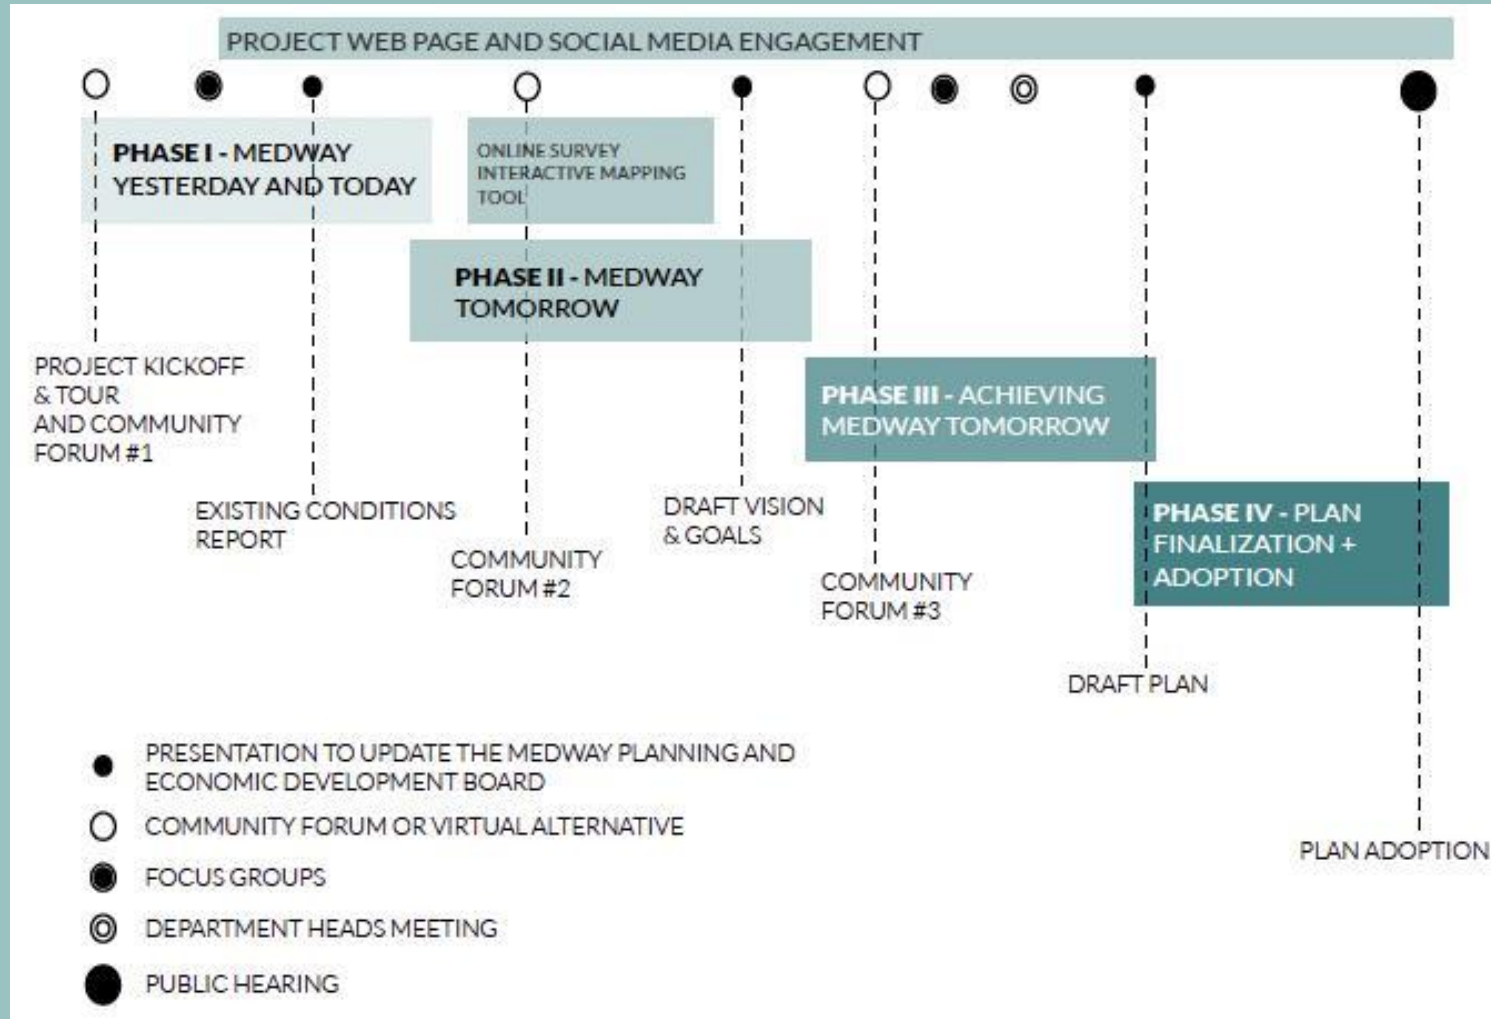 PROJECT WEB PAGE AND SOCIAL MEDIA ENGAGEMENT
PHASE I - MEDWAY
YESTERDAY AND TODAY
ONLINE SURVEY
INTERACTIVE MAPPING
TOOL
PHASE II - MEDWAY
TOMORROW
PROJECT KICKOFF
& TOUR
AND COMMUNITY
FORUM #1
PHASE III - ACHIEVING
MEDWAY TOMORROW
EXISTING CONDITIONS
REPORT
DRAFT VISION
& GOALS
PHASE IV - PLAN
FINALIZATION +
ADOPTION
COMMUNITY
FORUM #2
COMMUNITY
FORUM #3
DRAFT PLAN
PRESENTATION TO UPDATE THE MEDWAY PLANNING AND
ECONOMIC DEVELOPMENT BOARD
COMMUNITY FORUM OR VIRTUAL ALTERNATIVE
PLAN ADOPTION
FOCUS GROUPS
DEPARTMENT HEADS MEETING
PUBLIC HEARING